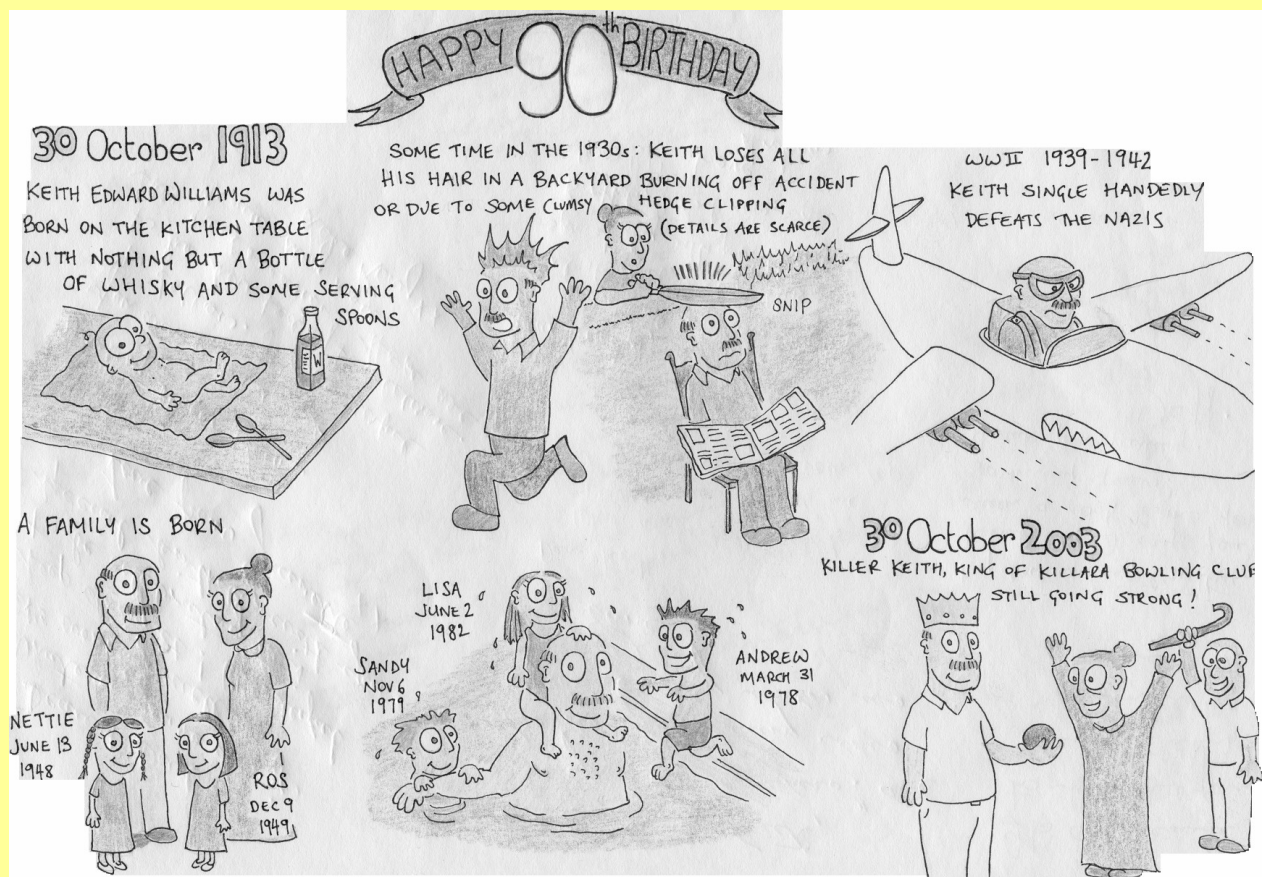 HAPPY 90th BIRTHDAY
30 October 1913
KEITH EDWARD WILLIAMS WAS
BORN ON THE KITCHEN TABLE
WITH NOTHING BUT A BOTTLE
OF WHISKY AND SOME SERVING
SPOONS
W
SOME TIME IN THE 1930s: KEITH LOSES ALL
HIS HAIR IN A BACKYARD BURNING OFF ACCIDENT
OR DUE TO SOME CLUMSY HEDGE CLIPPING
(DETAILS ARE SCARCE)
SNIP
WW II 1939-1942
KEITH SINGLE HANDEDLY
DEFEATS THE NAZIS
A FAMILY IS BORN
NETTIE
JUNE 13
1948
ROS
DEC 9
1949
SANDY
NOV 6
1979
LISA
JUNE 2
1982
ANDREW
MARCH 31
1978
30 October 2003
KILLER KEITH, KING OF KILLARA BOWLING CLUB
STILL GOING STRONG!